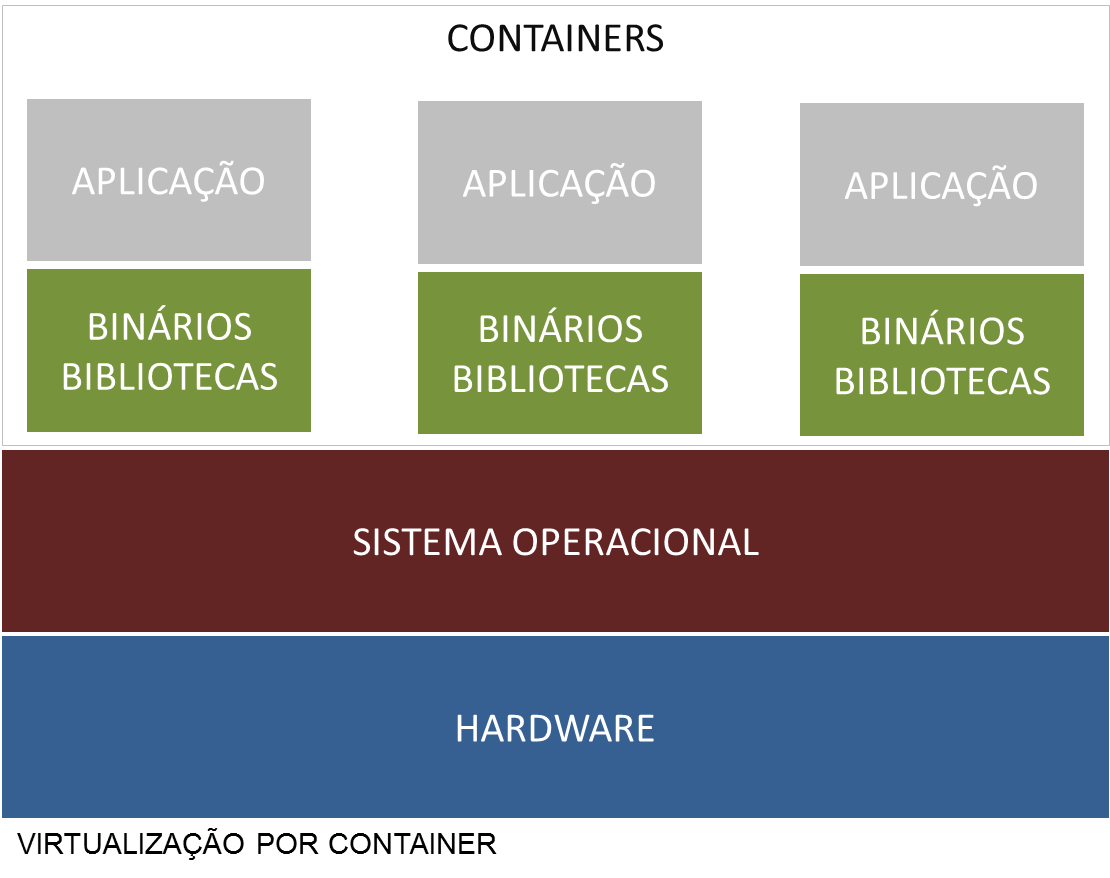 CONTAINERS
APLICAÇÃO
BINÁRIOS
BIBLIOTECAS
APLICAÇÃO
BINÁRIOS
BIBLIOTECAS
APLICAÇÃO
BINÁRIOS
BIBLIOTECAS
SISTEMA OPERACIONAL
HARDWARE
VIRTUALIZAÇÃO POR CONTAINER